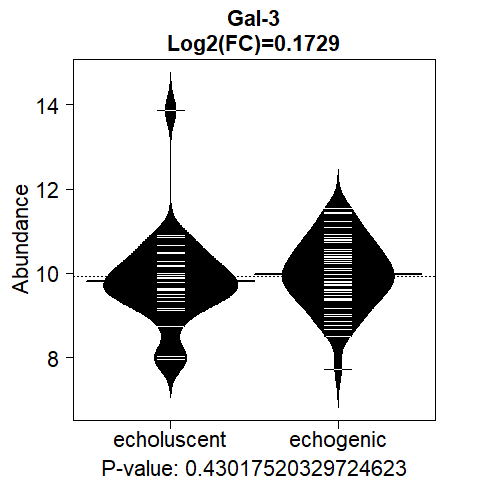 Gal-3
Log2(FC)=0.1729
Abundance
14
12
10
8
echoluscent echogenic
P-value: 0.43017520329724623